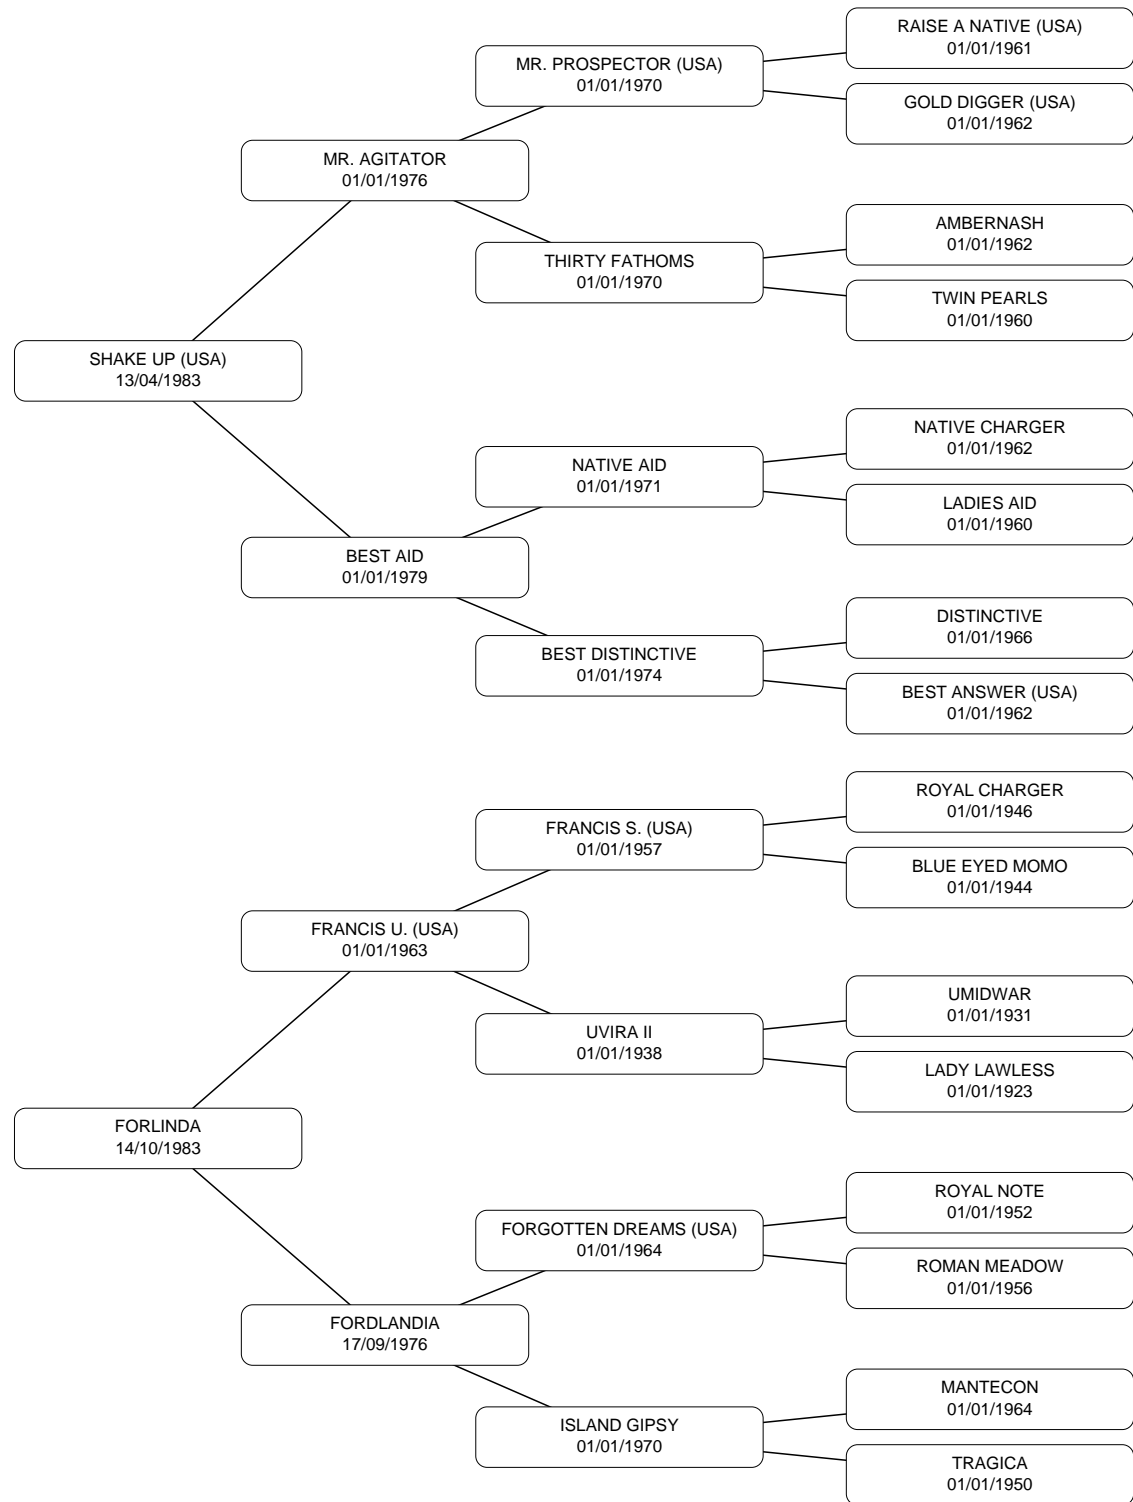 RAISE A NATIVE (USA)
01/01/1961
MR. PROSPECTOR (USA)
01/01/1970
GOLD DIGGER (USA)
01/01/1962
MR. AGITATOR
01/01/1976
AMBERNASH
01/01/1962
THIRTY FATHOMS
01/01/1970
TWIN PEARLS
01/01/1960
SHAKE UP (USA)
13/04/1983
NATIVE CHARGER
01/01/1962
NATIVE AID
01/01/1971
LADIES AID
01/01/1960
BEST AID
01/01/1979
DISTINCTIVE
01/01/1966
BEST DISTINCTIVE
01/01/1974
BEST ANSWER (USA)
01/01/1962
ROYAL CHARGER
01/01/1946
FRANCIS S. (USA)
01/01/1957
BLUE EYED MOMO
01/01/1944
FRANCIS U. (USA)
01/01/1963
UMIDWAR
01/01/1931
UVIRA II
01/01/1938
LADY LAWLESS
01/01/1923
FORLINDA
14/10/1983
ROYAL NOTE
01/01/1952
FORGOTTEN DREAMS (USA)
01/01/1964
ROMAN MEADOW
01/01/1956
FORDLANDIA
17/09/1976
MANTECON
01/01/1964
ISLAND GIPSY
01/01/1970
TRAGICA
01/01/1950